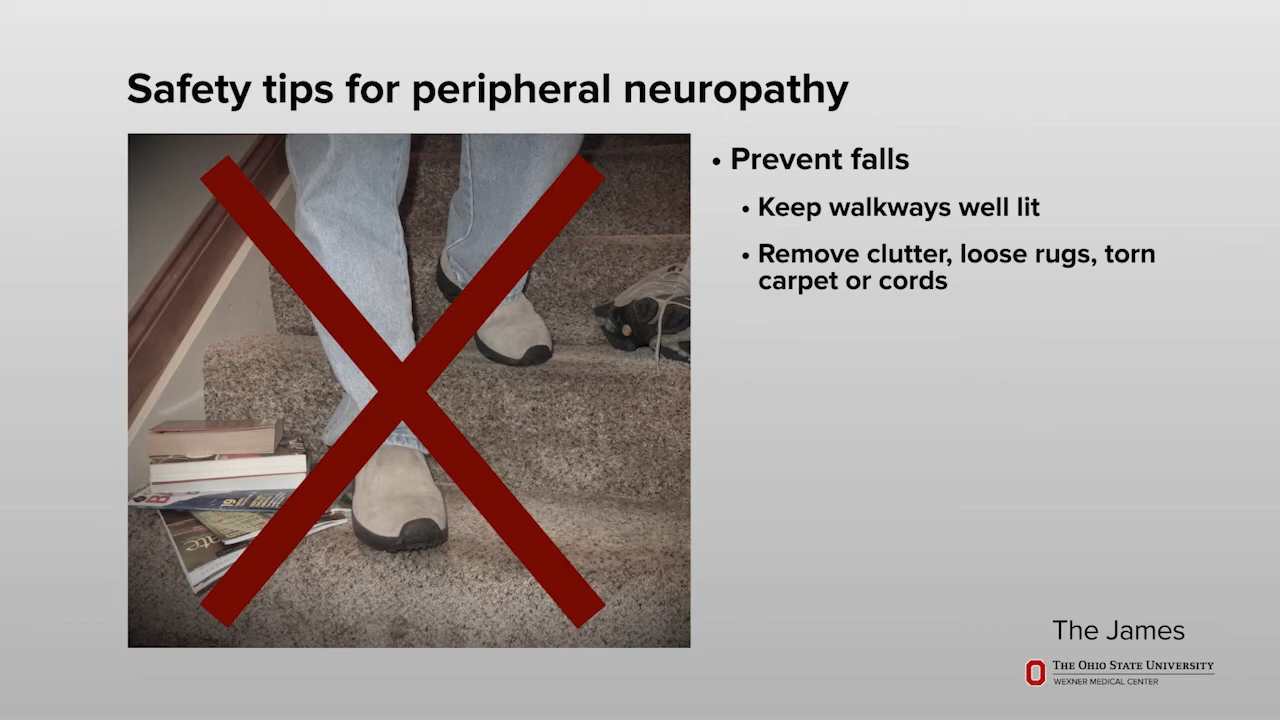 Safety tips for peripheral neuropathy
• Prevent falls
• Keep walkways well lit
• Remove clutter, loose rugs, torn
carpet or cords
The James
THE OHIO STATE UNIVERSITY
WEXNER MEDICAL CENTER